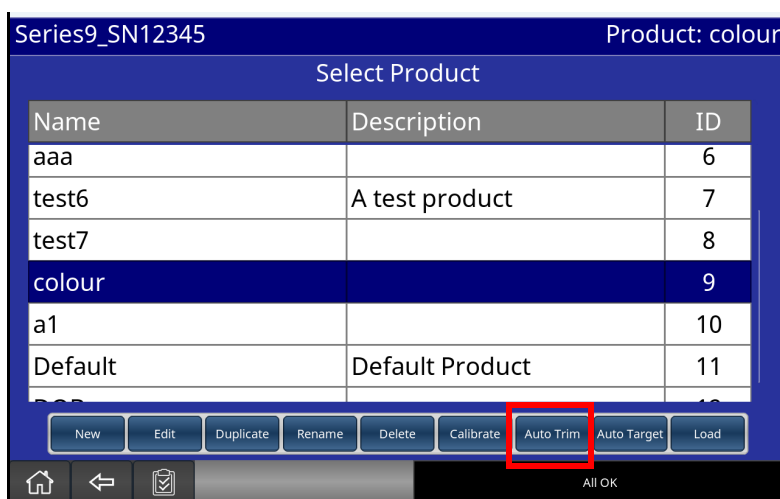 Series9_SN12345 Product: colour
Select Product
Name Description ID
aaa 6
test6 A test product 7
test7 8
colour 9
a1 10
Default Default Product 11
New Edit Duplicate Rename Delete Calibrate Auto Trim Auto Target Load
All OK